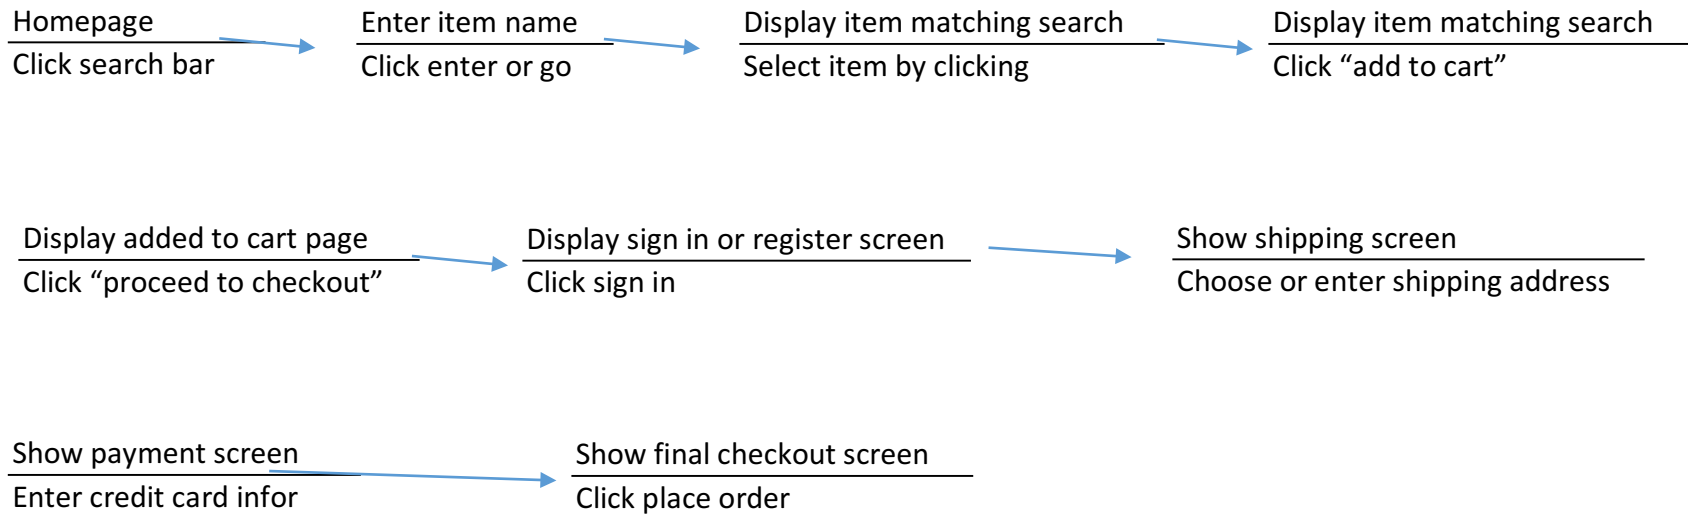 Homepage
Click search bar
Enter item name
Click enter or go
Display item matching search
Select item by clicking
Display item matching search
Click “add to cart”
Display added to cart page
Click “proceed to checkout”
Display sign in or register screen
Click sign in
Show shipping screen
Choose or enter shipping address
Show payment screen
Enter credit card infor
Show final checkout screen
Click place order